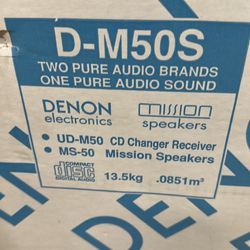 D-M50S
TWO PURE AUDIO BRANDS
ONE PURE AUDIO SOUND
DENON mission
electronics speakers
• UD-M50 CD Changer Receiver
• MS-50 Mission Speakers
COMPACT
disc
DIGITAL AUDIO
13.5kg .0851m³
DENO